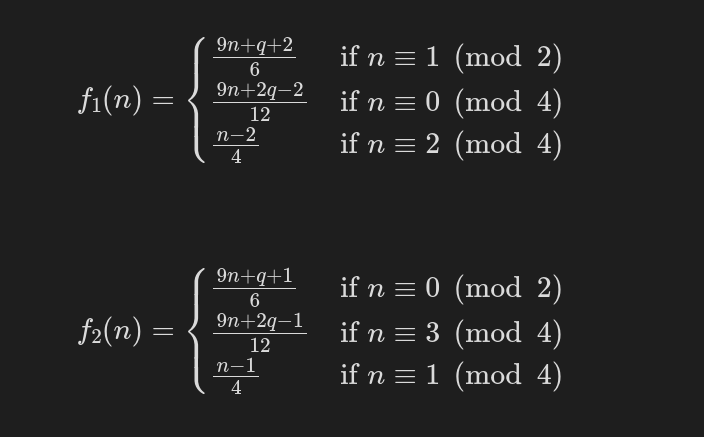 f₁(n) = { (9n+q+2)/6 if n ≡ 1 (mod 2)
(9n+2q−2)/12 if n ≡ 0 (mod 4)
(n−2)/4 if n ≡ 2 (mod 4)
f₂(n) = { (9n+q+1)/6 if n ≡ 0 (mod 2)
(9n+2q−1)/12 if n ≡ 3 (mod 4)
(n−1)/4 if n ≡ 1 (mod 4)